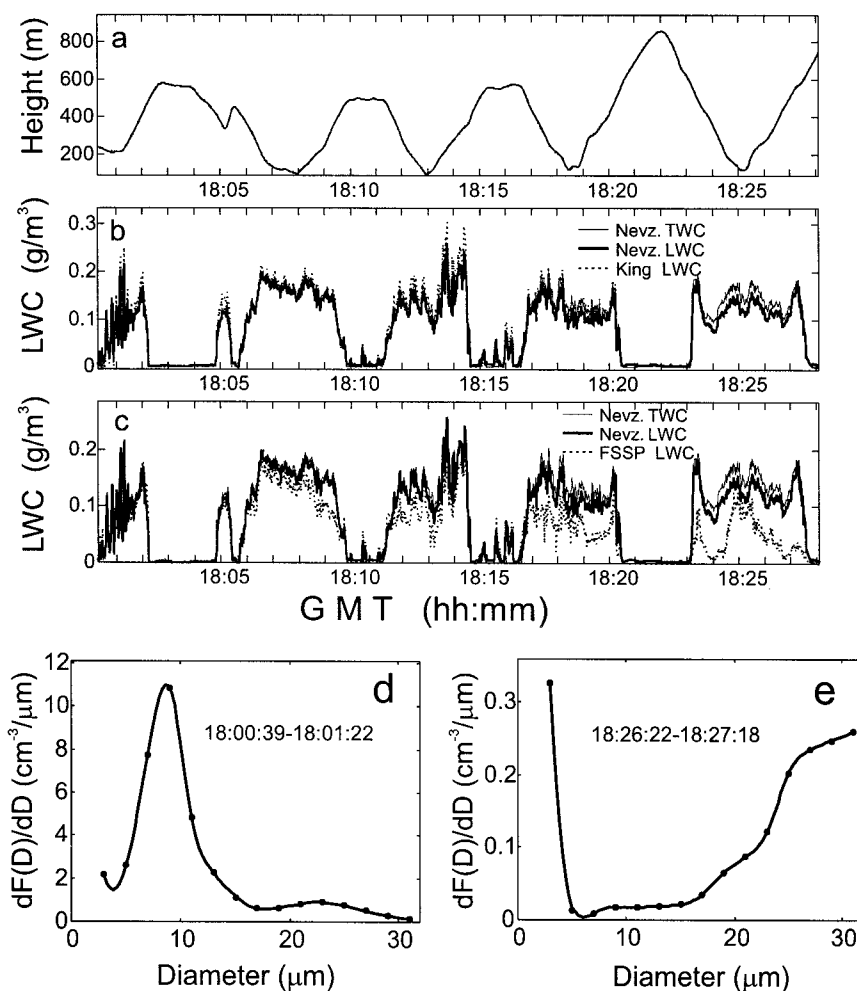 a
Height (m)
800
600
400
200
18:05 18:10 18:15 18:20 18:25
b
LWC (g/m³)
0.3
0.2
0.1
0
Nevz. TWC
Nevz. LWC
King LWC
18:05 18:10 18:15 18:20 18:25
c
LWC (g/m³)
0.2
0.1
0
Nevz. TWC
Nevz. LWC
FSSP LWC
18:05 18:10 18:15 18:20 18:25
G M T (hh:mm)
d
dF(D)/dD (cm⁻³/μm)
12
10
8
6
4
2
0
18:00:39-18:01:22
0 10 20 30
Diameter (μm)
e
dF(D)/dD (cm⁻³/μm)
0.3
0.2
0.1
0
18:26:22-18:27:18
0 10 20 30
Diameter (μm)